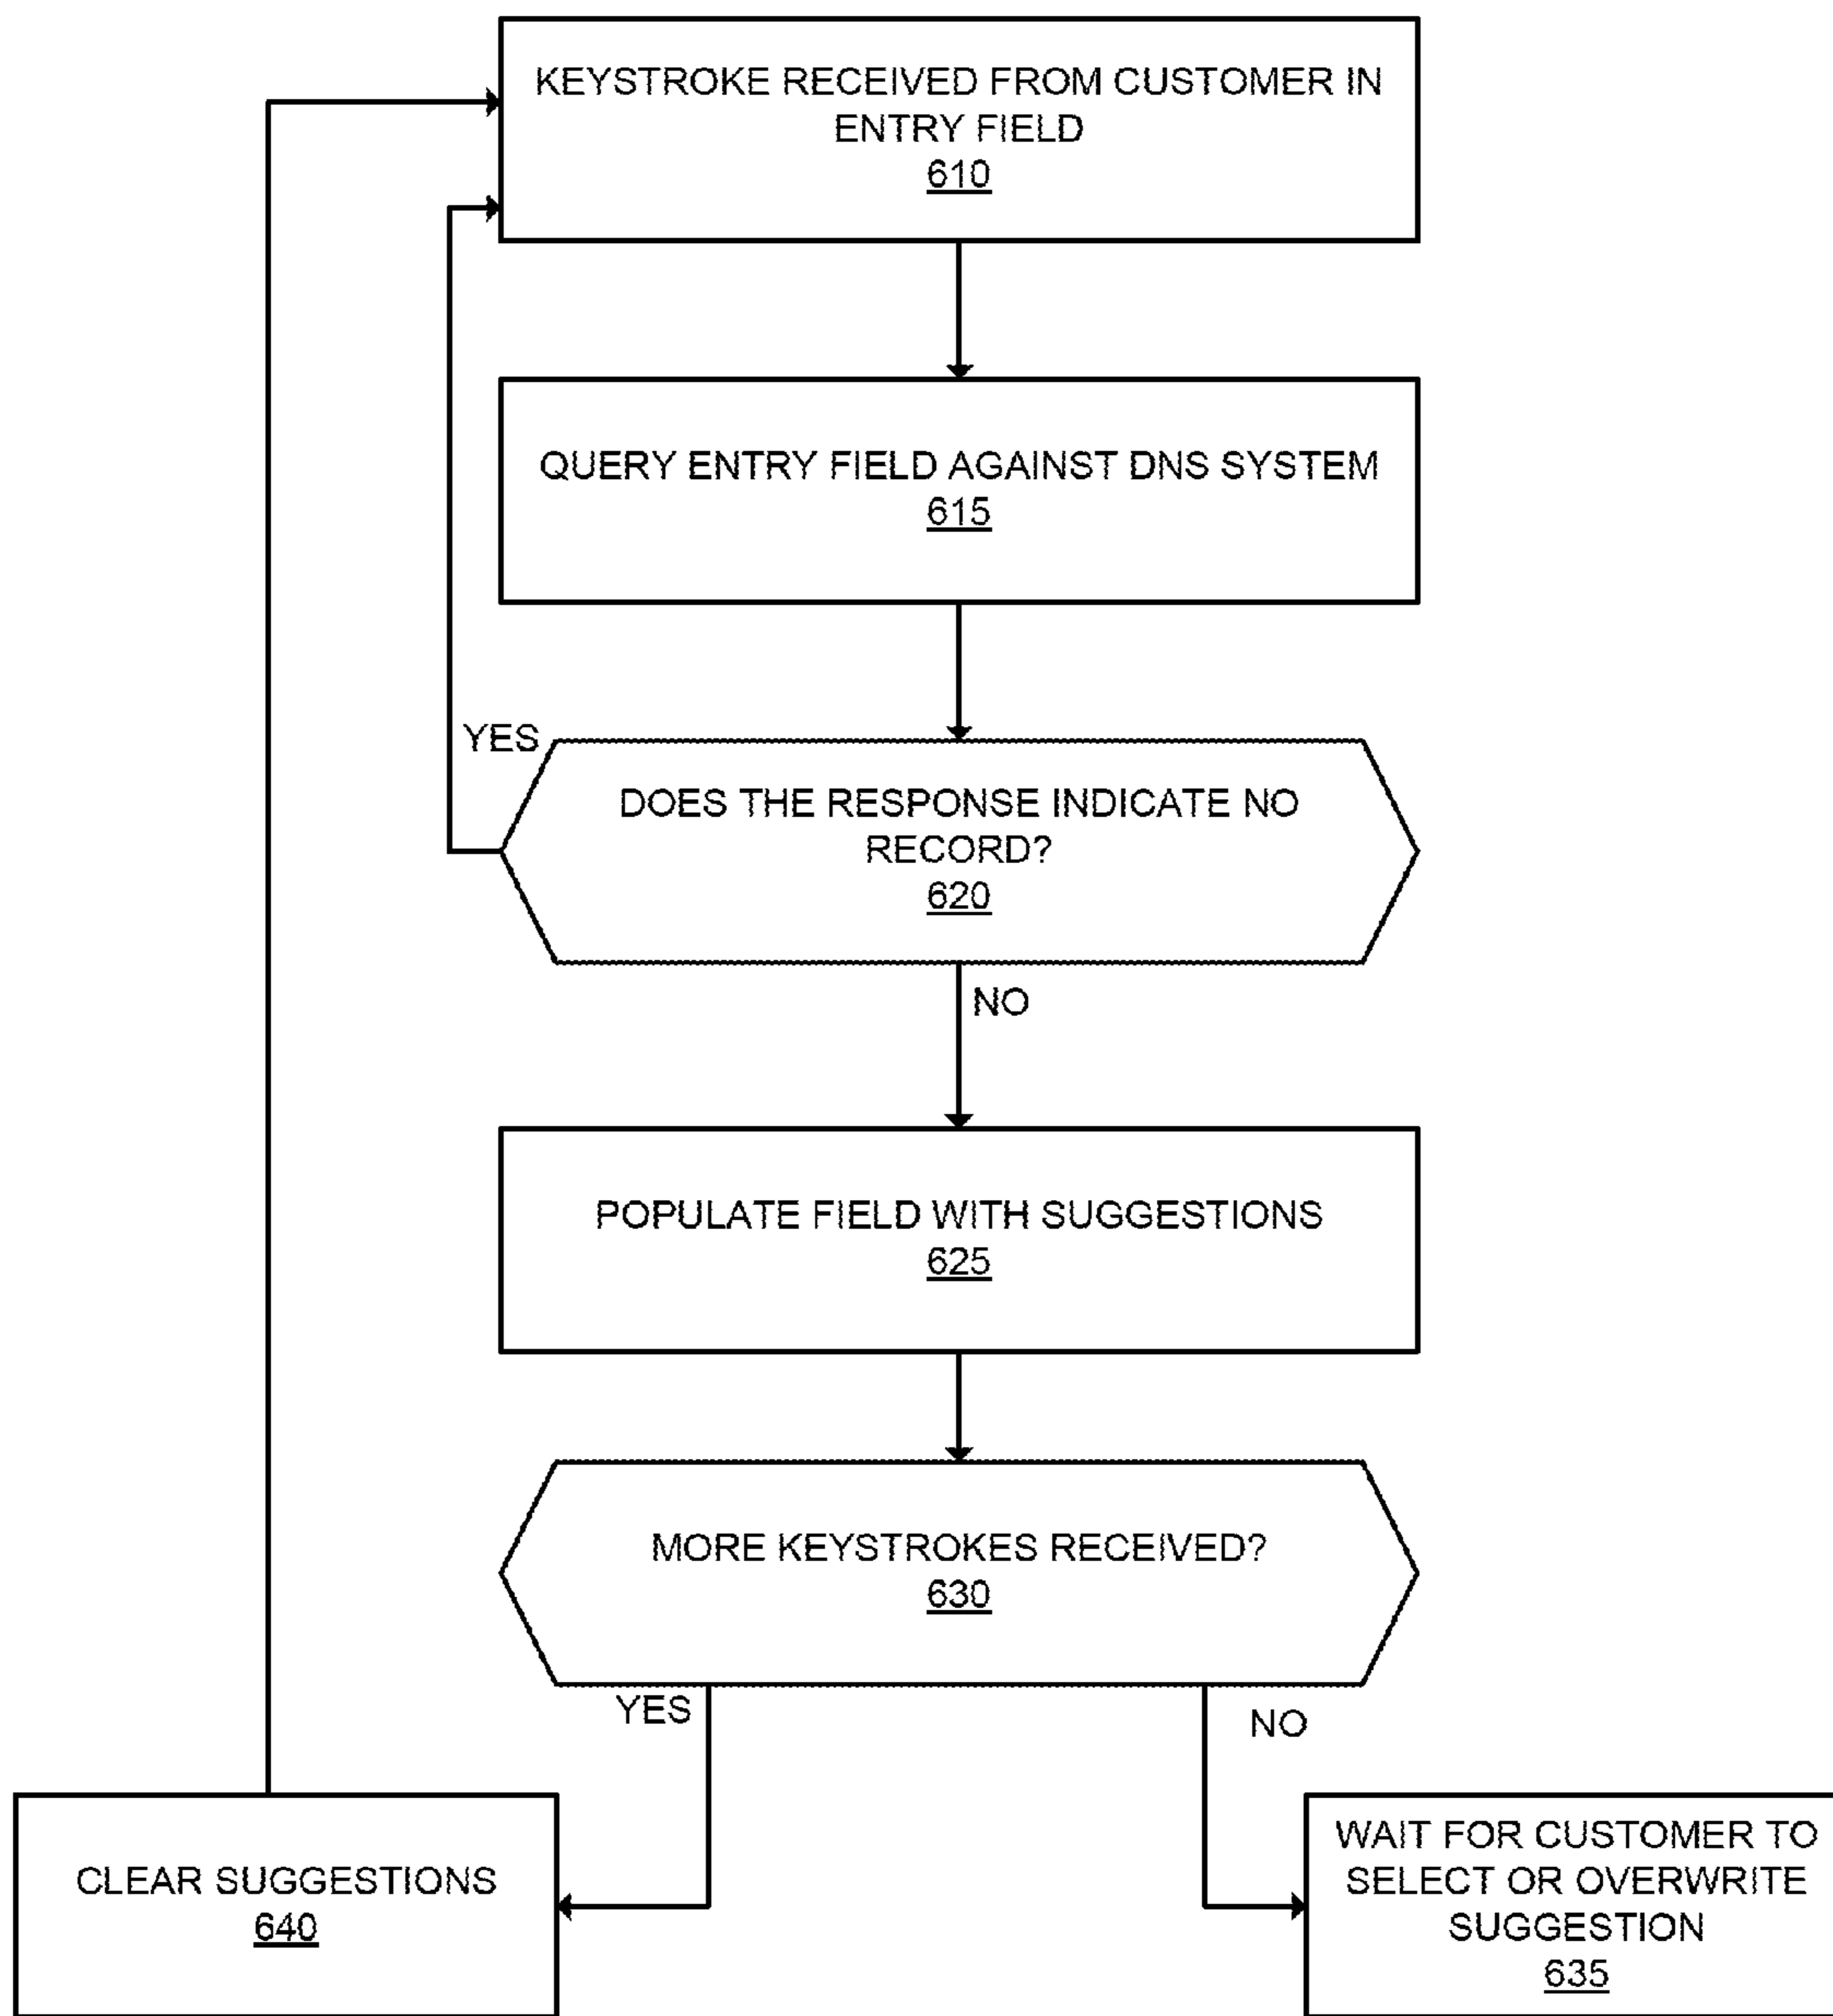 KEYSTROKE RECEIVED FROM CUSTOMER IN
ENTRY FIELD
610
QUERY ENTRY FIELD AGAINST DNS SYSTEM
615
YES
DOES THE RESPONSE INDICATE NO
RECORD?
620
NO
POPULATE FIELD WITH SUGGESTIONS
625
MORE KEYSTROKES RECEIVED?
630
YES
NO
CLEAR SUGGESTIONS
640
WAIT FOR CUSTOMER TO
SELECT OR OVERWRITE
SUGGESTION
635